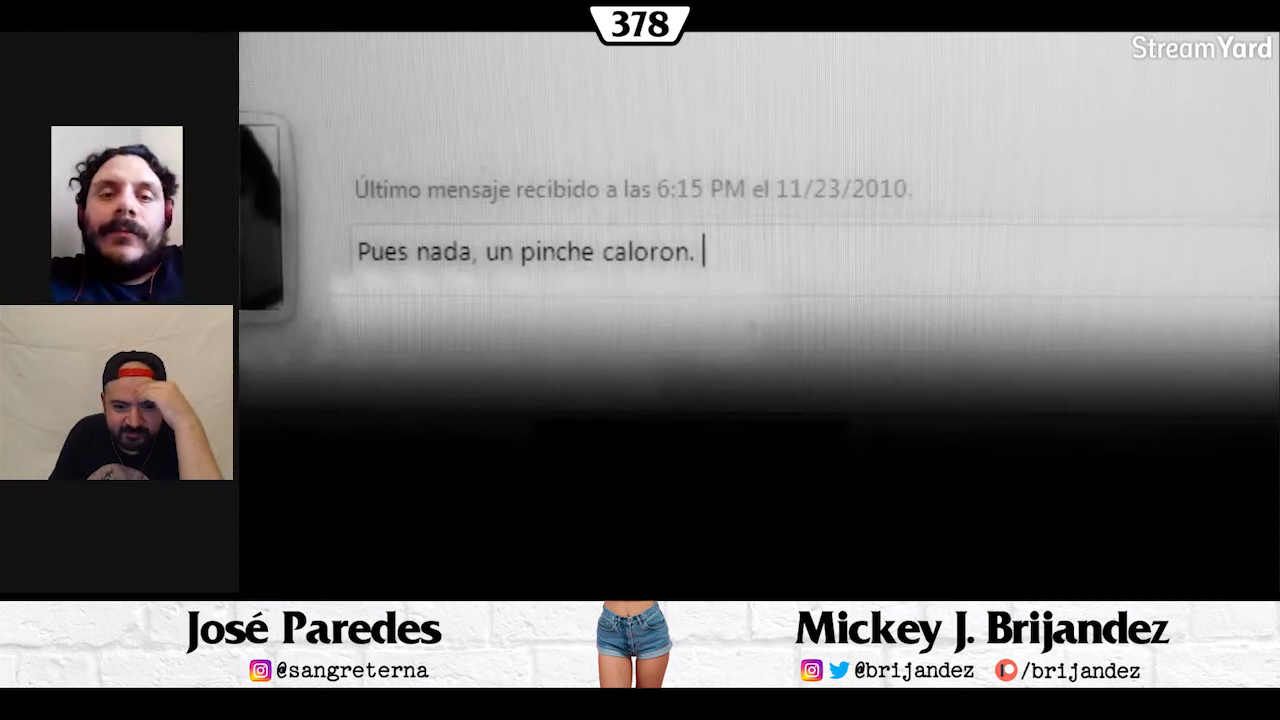 378
StreamYard
Último mensaje recibido a las 6:15 PM el 11/23/2010.
Pues nada, un pinche caloron.
José Paredes
@sangreterna
Mickey J. Brijandez
@brijandez /brijandez